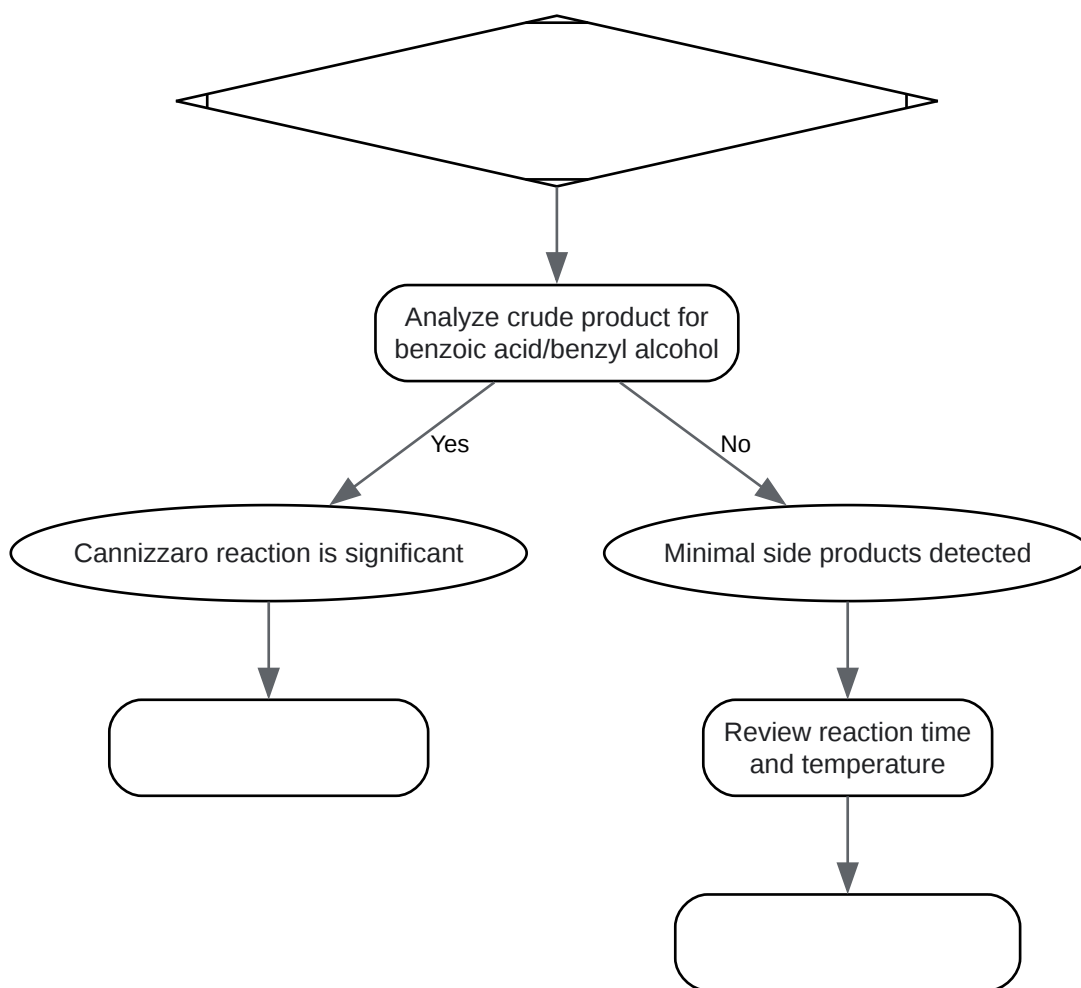 Analyze crude product for
benzoic acid/benzyl alcohol
Yes
No
Cannizzaro reaction is significant
Minimal side products detected
Review reaction time
and temperature